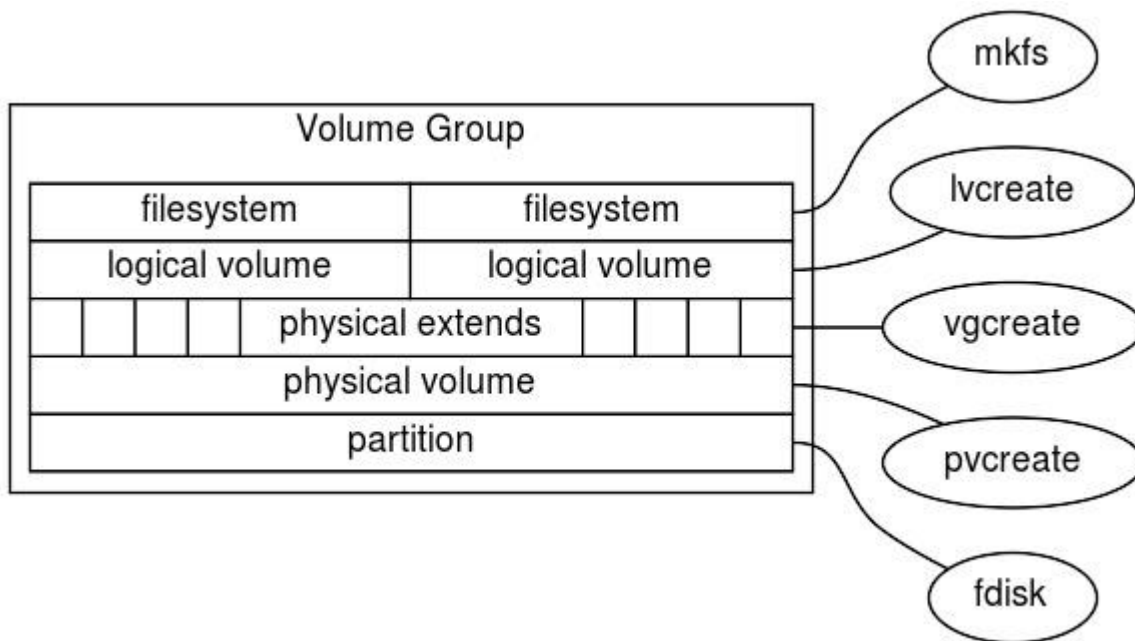 mkfs
Volume Group
lvcreate
filesystem filesystem
logical volume logical volume
physical extends
vgcreate
physical volume
partition
pvcreate
fdisk